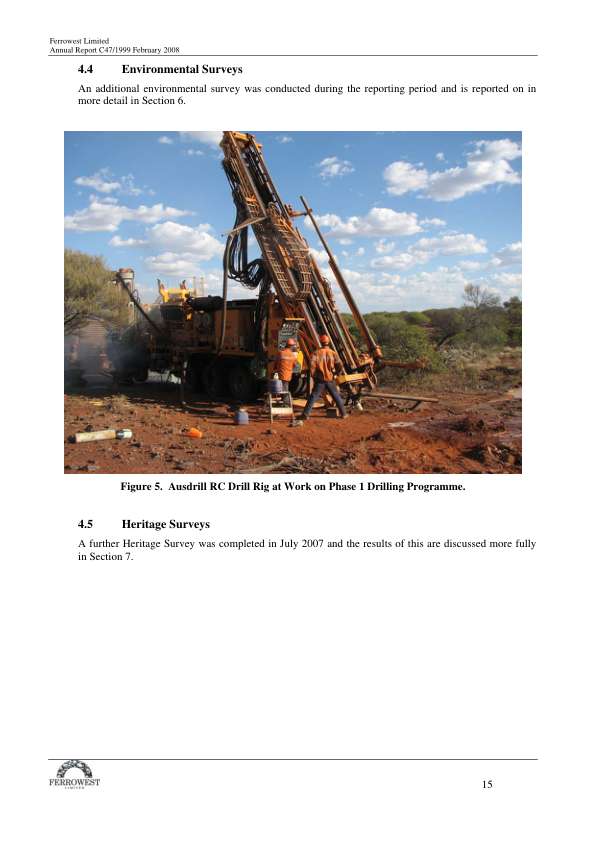 Ferrowest Limited
Annual Report C47/1999 February 2008
4.4 Environmental Surveys
An additional environmental survey was conducted during the reporting period and is reported on in
more detail in Section 6.
Figure 5. Ausdrill RC Drill Rig at Work on Phase 1 Drilling Programme.
4.5 Heritage Surveys
A further Heritage Survey was completed in July 2007 and the results of this are discussed more fully
in Section 7.
FERROWEST
LIMITED
15